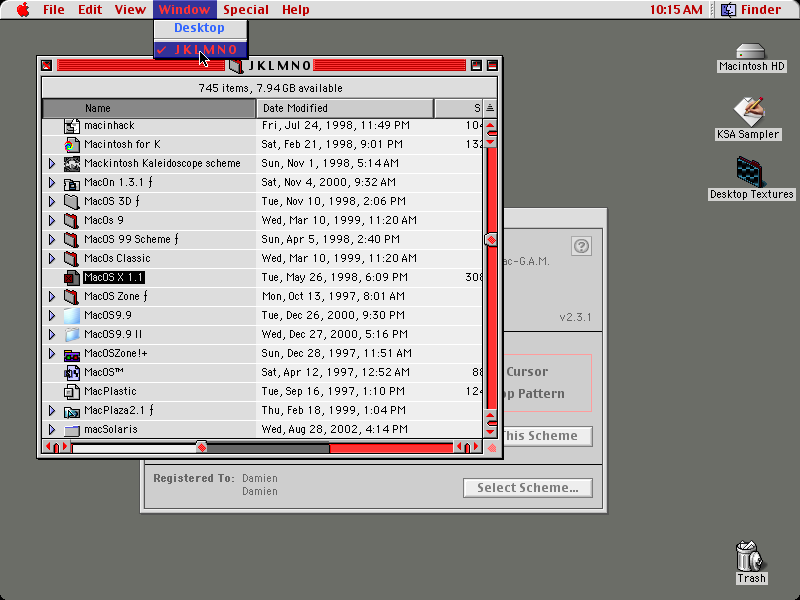 File Edit View Window Special Help 10:15 AM Finder
Desktop
✓ J K L M N O
J K L M N O
745 items, 7.94 GB available
Name Date Modified S
macinhack Fri, Jul 24, 1998, 11:49 PM 104
Macintosh for K Sat, Feb 21, 1998, 9:01 PM 132
Mackintosh Kaleidoscope scheme Sun, Nov 1, 1998, 5:14 AM
MacOn 1.3.1 ƒ Sat, Nov 4, 2000, 9:32 AM
MacOS 3D ƒ Tue, Nov 10, 1998, 2:06 PM
MacOs 9 Wed, Mar 10, 1999, 11:20 AM
MacOS 99 Scheme ƒ Sun, Apr 5, 1998, 2:40 PM
MacOs Classic Wed, Mar 10, 1999, 11:20 AM
MacOS X 1.1 Tue, May 26, 1998, 6:09 PM 308
MacOS Zone ƒ Mon, Oct 13, 1997, 8:01 AM
MacOS9.9 Tue, Dec 26, 2000, 9:30 PM
MacOS9.9 II Wed, Dec 27, 2000, 5:16 PM
MacOSZone!+ Sun, Dec 28, 1997, 11:51 AM
MacOS™ Sat, Apr 12, 1997, 12:52 AM 88
MacPlastic Tue, Sep 16, 1997, 1:10 PM 124
MacPlaza2.1 ƒ Thu, Feb 18, 1999, 1:04 PM
macSolaris Wed, Aug 28, 2002, 4:14 PM
ac-G.A.M.
?
v2.3.1
Cursor
op Pattern
This Scheme
Registered To: Damien
Damien
Select Scheme...
Macintosh HD
KSA Sampler
Desktop Textures
Trash